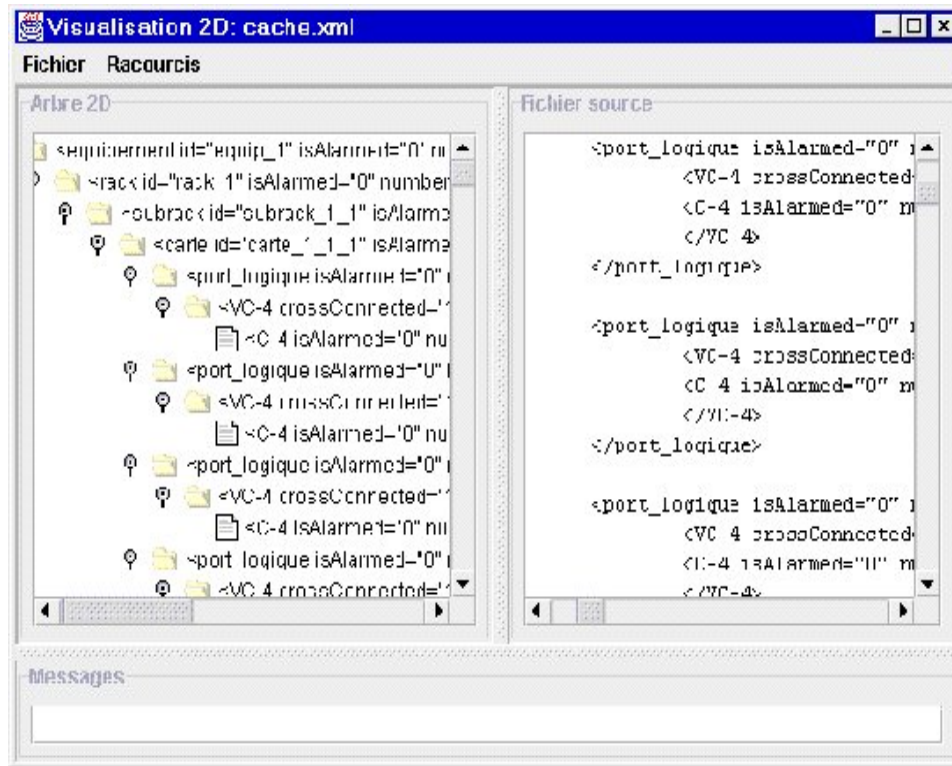 Visualisation 2D: cache.xml
Fichier Racourcis
Arbre 2D
<equipement id="equip_1" isAlarmed="0"
<rack id="rack_1" isAlarmed="0" number
<subrack id="subrack_1_1" isAlarme
<carte id="carte_1_1_1" isAlarme
<port_logique isAlarmed="0"
<VC-4 crossConnected="1
<C-4 isAlarmed="0" nu
<port_logique isAlarmed="0"
<VC-4 crossConnected="1
<C-4 isAlarmed="0" nu
<port_logique isAlarmed="0"
<VC-4 crossConnected="1
<C-4 isAlarmed="0" nu
<port_logique isAlarmed="0"
<VC-4 crossConnected="1
Fichier source
<port_logique isAlarmed="0"
<VC-4 crossConnected
<C-4 isAlarmed="0"
</VC-4>
</port_logique>
<port_logique isAlarmed="0"
<VC-4 crossConnected
<C-4 isAlarmed="0"
</VC-4>
</port_logique>
<port_logique isAlarmed="0"
<VC-4 crossConnected
<C-4 isAlarmed="0"
</VC-4>
Messages